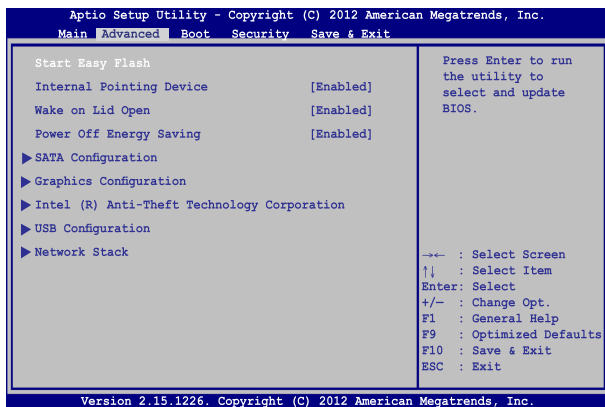 Aptio Setup Utility - Copyright (C) 2012 American Megatrends, Inc.
Main Advanced Boot Security Save & Exit
Start Easy Flash
Internal Pointing Device [Enabled]
Wake on Lid Open [Enabled]
Power Off Energy Saving [Enabled]
SATA Configuration
Graphics Configuration
Intel (R) Anti-Theft Technology Corporation
USB Configuration
Network Stack
Press Enter to run
the utility to
select and update
BIOS.
→← : Select Screen
↑↓ : Select Item
Enter: Select
+/— : Change Opt.
F1 : General Help
F9 : Optimized Defaults
F10 : Save & Exit
ESC : Exit
Version 2.15.1226. Copyright (C) 2012 American Megatrends, Inc.